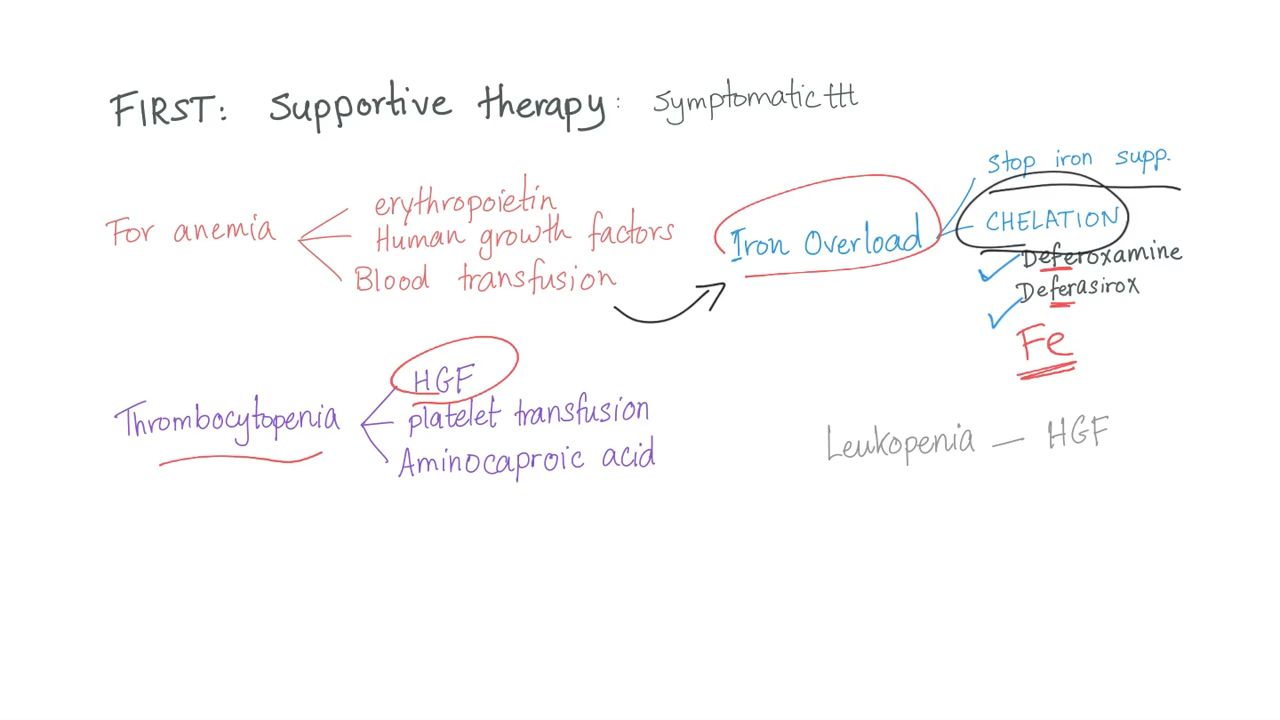 FIRST: Supportive therapy: Symptomatic ttt
For anemia
erythropoietin
Human growth factors
Blood transfusion
Iron Overload
Stop iron supp.
CHELATION
Deferoxamine
Deferasirox
Fe
Thrombocytopenia
HGF
platelet transfusion
Aminocaproic acid
Leukopenia — HGF